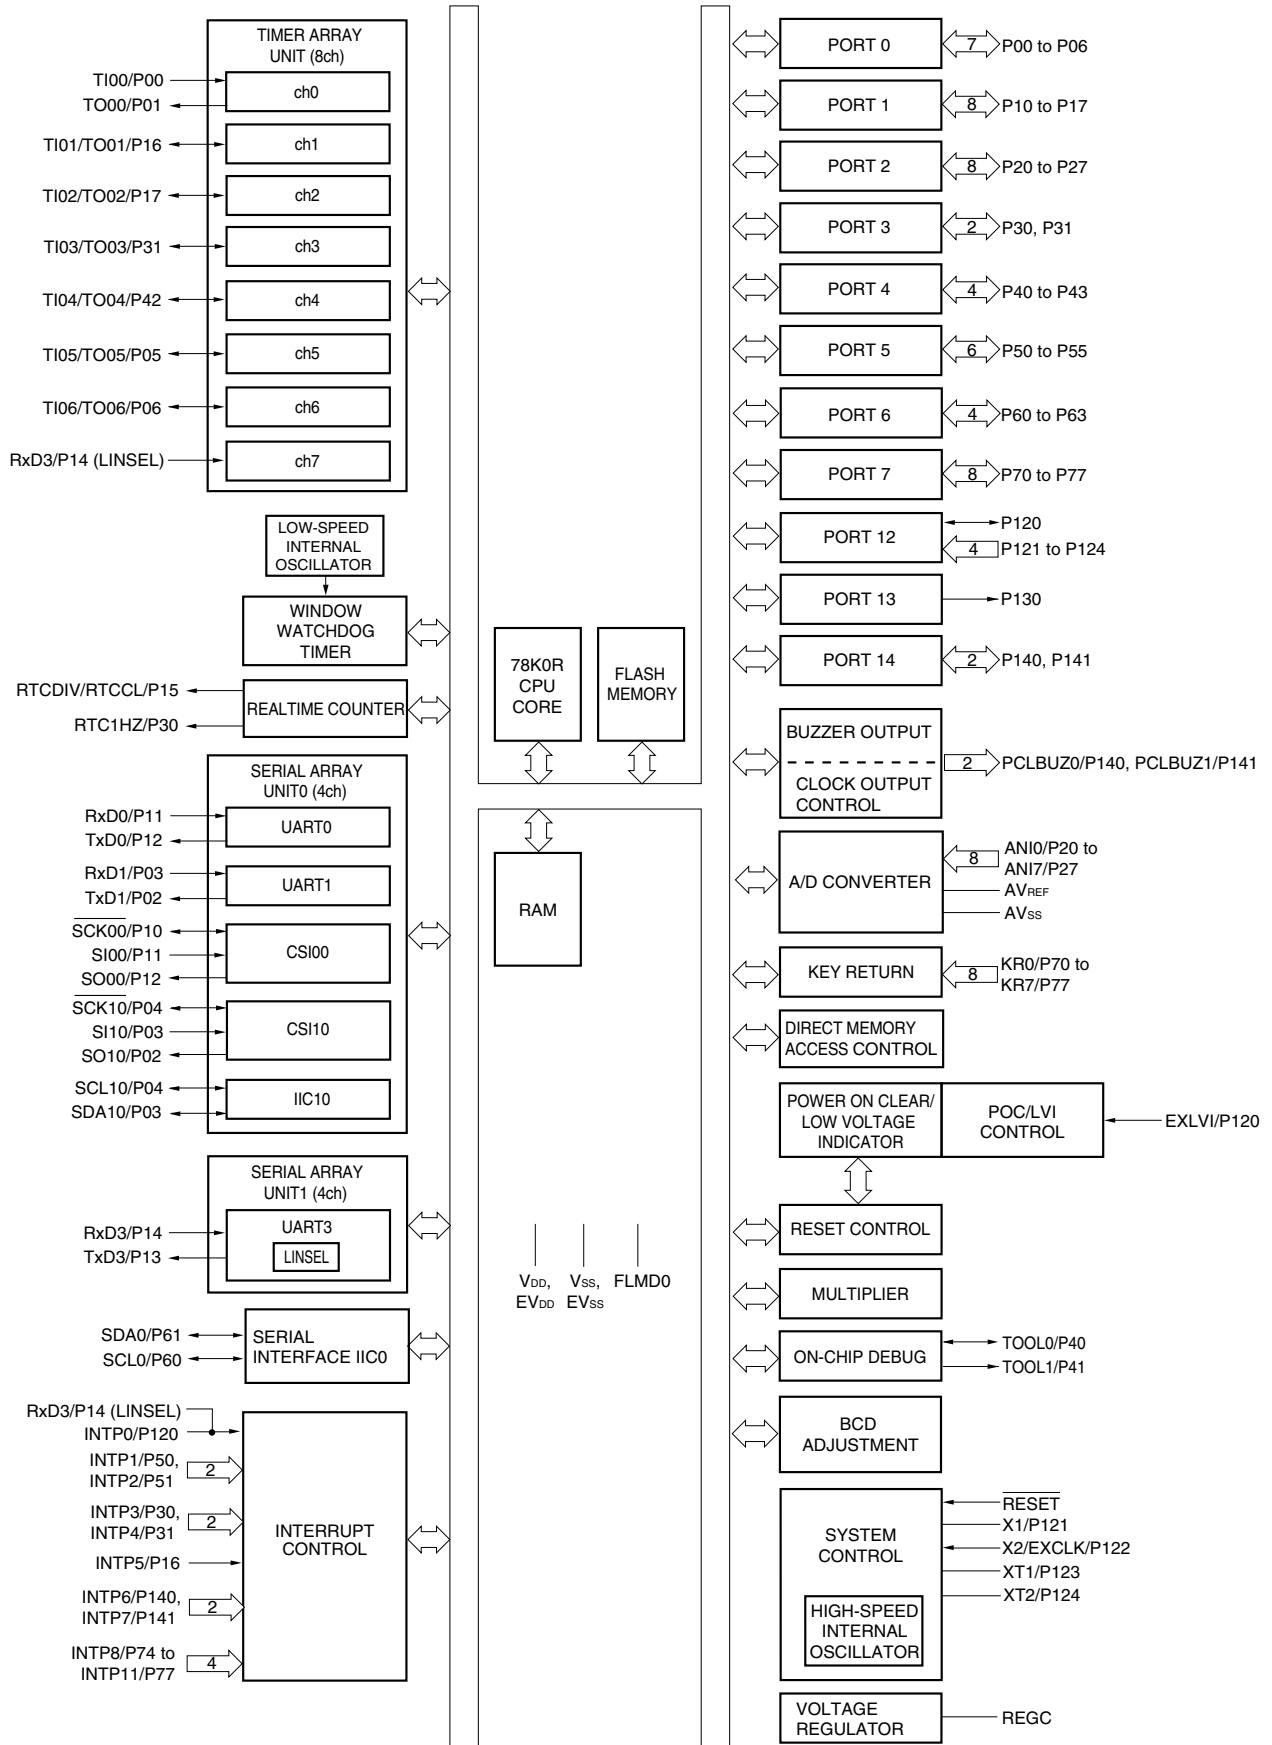 TIMER ARRAY
UNIT (8ch)
TI00/P00
TO00/P01
ch0
TI01/TO01/P16
ch1
TI02/TO02/P17
ch2
TI03/TO03/P31
ch3
TI04/TO04/P42
ch4
TI05/TO05/P05
ch5
TI06/TO06/P06
ch6
RxD3/P14 (LINSEL)
ch7
LOW-SPEED
INTERNAL
OSCILLATOR
WINDOW
WATCHDOG
TIMER
RTCDIV/RTCCL/P15
RTC1HZ/P30
REALTIME COUNTER
SERIAL ARRAY
UNIT0 (4ch)
RxD0/P11
TxD0/P12
UART0
RxD1/P03
TxD1/P02
UART1
SCK00/P10
SI00/P11
SO00/P12
CSI00
SCK10/P04
SI10/P03
SO10/P02
CSI10
SCL10/P04
SDA10/P03
IIC10
SERIAL ARRAY
UNIT1 (4ch)
RxD3/P14
TxD3/P13
UART3
LINSEL
SDA0/P61
SCL0/P60
SERIAL
INTERFACE IIC0
RxD3/P14 (LINSEL)
INTP0/P120
INTP1/P50,
INTP2/P51
2
INTP3/P30,
INTP4/P31
2
INTP5/P16
INTP6/P140,
INTP7/P141
2
INTP8/P74 to
INTP11/P77
4
INTERRUPT
CONTROL
78K0R
CPU
CORE
FLASH
MEMORY
RAM
VDD,
EVDD
VSS,
EVSS
FLMD0
PORT 0
7
P00 to P06
PORT 1
8
P10 to P17
PORT 2
8
P20 to P27
PORT 3
2
P30, P31
PORT 4
4
P40 to P43
PORT 5
6
P50 to P55
PORT 6
4
P60 to P63
PORT 7
8
P70 to P77
PORT 12
P120
4
P121 to P124
PORT 13
P130
PORT 14
2
P140, P141
BUZZER OUTPUT
CLOCK OUTPUT
CONTROL
2
PCLBUZ0/P140, PCLBUZ1/P141
A/D CONVERTER
8
ANI0/P20 to
ANI7/P27
AVREF
AVSS
KEY RETURN
8
KR0/P70 to
KR7/P77
DIRECT MEMORY
ACCESS CONTROL
POWER ON CLEAR/
LOW VOLTAGE
INDICATOR
POC/LVI
CONTROL
EXLVI/P120
RESET CONTROL
MULTIPLIER
ON-CHIP DEBUG
TOOL0/P40
TOOL1/P41
BCD
ADJUSTMENT
SYSTEM
CONTROL
HIGH-SPEED
INTERNAL
OSCILLATOR
RESET
X1/P121
X2/EXCLK/P122
XT1/P123
XT2/P124
VOLTAGE
REGULATOR
REGC